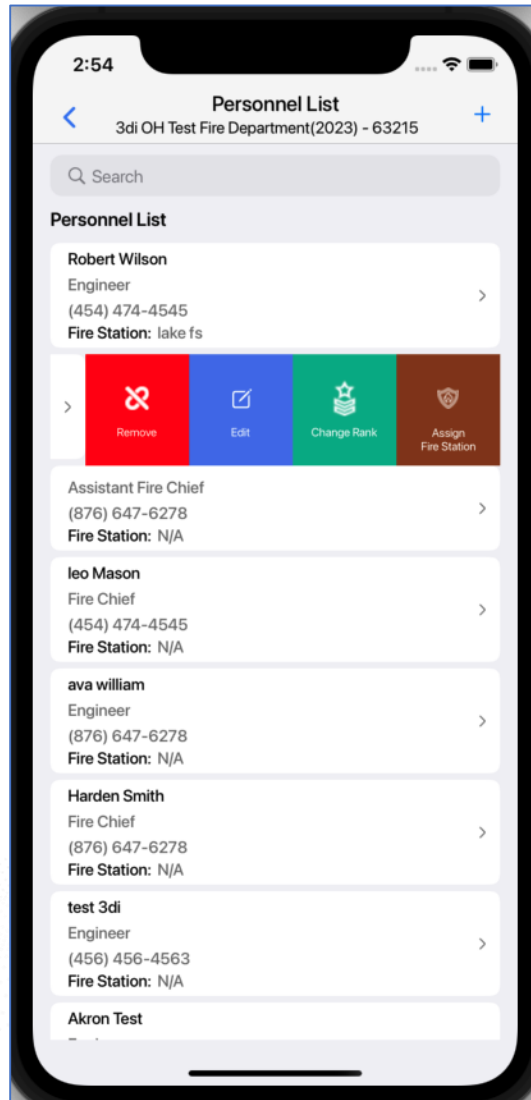 2:54
Personnel List
3di OH Test Fire Department(2023) - 63215
Search
Personnel List
Robert Wilson
Engineer
(454) 474-4545
Fire Station: lake fs
Remove
Edit
Change Rank
Assign
Fire Station
Assistant Fire Chief
(876) 647-6278
Fire Station: N/A
leo Mason
Fire Chief
(454) 474-4545
Fire Station: N/A
ava william
Engineer
(876) 647-6278
Fire Station: N/A
Harden Smith
Fire Chief
(876) 647-6278
Fire Station: N/A
test 3di
Engineer
(456) 456-4563
Fire Station: N/A
Akron Test